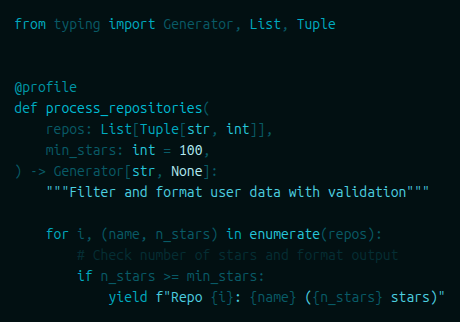 from typing import Generator, List, Tuple
@profile
def process_repositories(
    repos: List[Tuple[str, int]],
    min_stars: int = 100,
) -> Generator[str, None]:
    """Filter and format user data with validation"""
    for i, (name, n_stars) in enumerate(repos):
        # Check number of stars and format output
        if n_stars >= min_stars:
            yield f"Repo {i}: {name} ({n_stars} stars)"